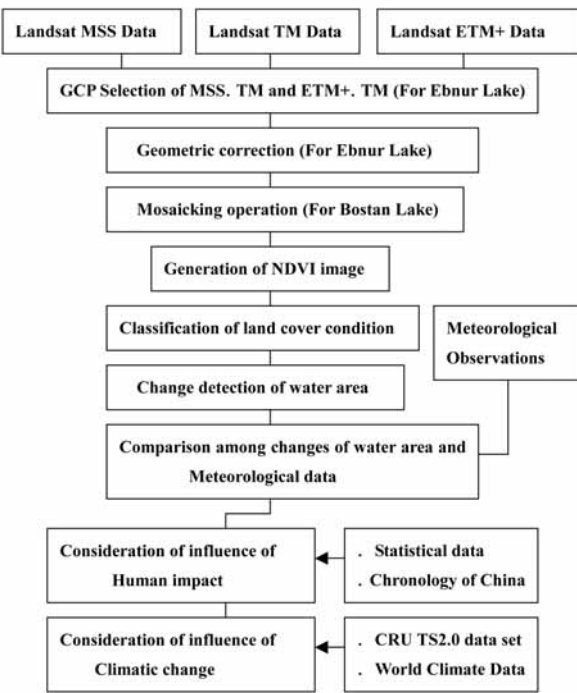 Landsat MSS Data
Landsat TM Data
Landsat ETM+ Data
GCP Selection of MSS. TM and ETM+. TM (For Ebnur Lake)
Geometric correction (For Ebnur Lake)
Mosaicking operation (For Bostan Lake)
Generation of NDVI image
Classification of land cover condition
Meteorological
Observations
Change detection of water area
Comparison among changes of water area and
Meteorological data
Consideration of influence of
Human impact
. Statistical data
. Chronology of China
Consideration of influence of
Climatic change
. CRU TS2.0 data set
. World Climate Data